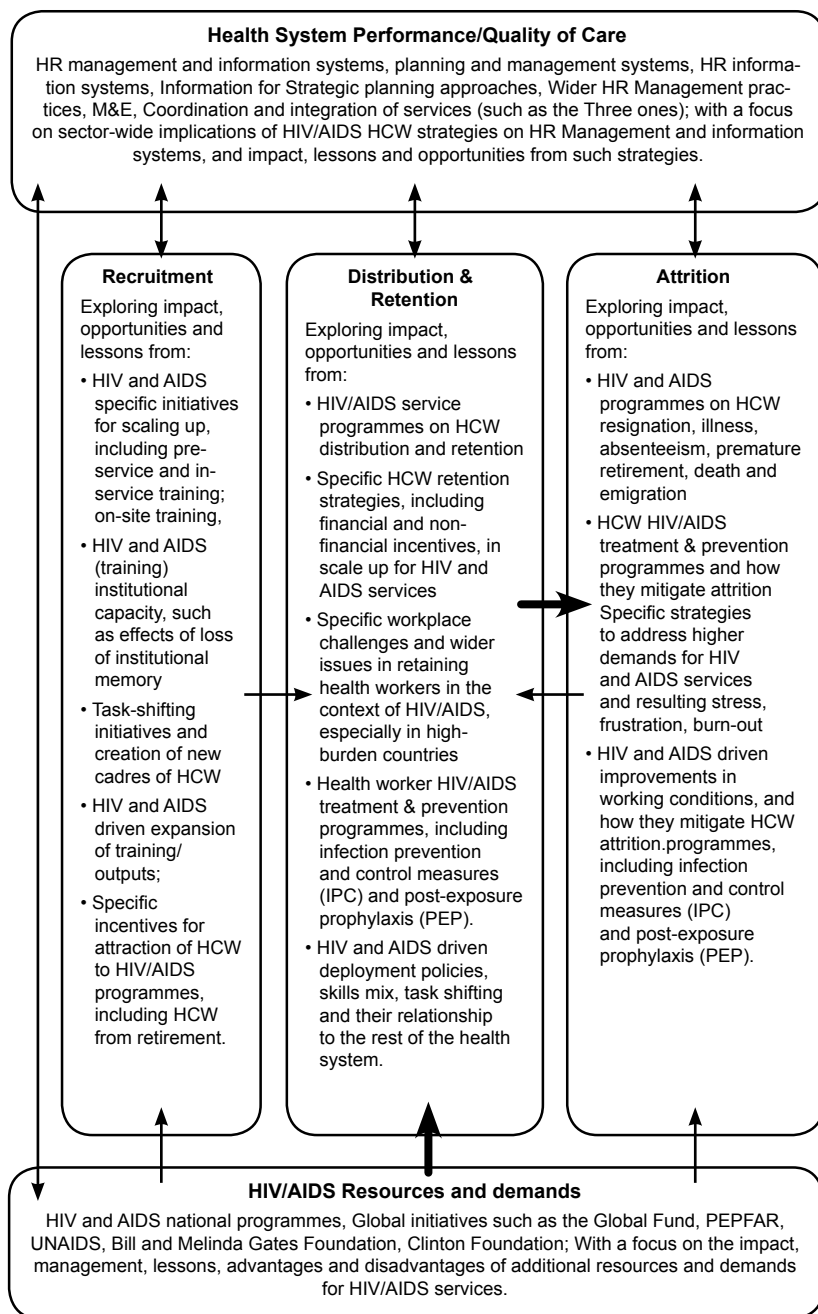 Health System Performance/Quality of Care
HR management and information systems, planning and management systems, HR informa-
tion systems, Information for Strategic planning approaches, Wider HR Management prac-
tices, M&E, Coordination and integration of services (such as the Three ones); with a focus
on sector-wide implications of HIV/AIDS HCW strategies on HR Management and information
systems, and impact, lessons and opportunities from such strategies.
Recruitment
Exploring impact,
opportunities and
lessons from:
• HIV and AIDS
specific initiatives
for scaling up,
including pre-
service and in-
service training;
on-site training,
• HIV and AIDS
(training)
institutional
capacity, such
as effects of loss
of institutional
memory
• Task-shifting
initiatives and
creation of new
cadres of HCW
• HIV and AIDS
driven expansion
of training/
outputs;
• Specific
incentives for
attraction of HCW
to HIV/AIDS
programmes,
including HCW
from retirement.
Distribution &
Retention
Exploring impact,
opportunities and lessons
from:
• HIV/AIDS service
programmes on HCW
distribution and retention
• Specific HCW retention
strategies, including
financial and non-
financial incentives, in
scale up for HIV and
AIDS services
• Specific workplace
challenges and wider
issues in retaining
health workers in the
context of HIV/AIDS,
especially in high-
burden countries
• Health worker HIV/AIDS
treatment & prevention
programmes, including
infection prevention
and control measures
(IPC) and post-exposure
prophylaxis (PEP).
• HIV and AIDS driven
deployment policies,
skills mix, task shifting
and their relationship
to the rest of the health
system.
Attrition
Exploring impact,
opportunities and lessons
from:
• HIV and AIDS
programmes on HCW
resignation, illness,
absenteeism, premature
retirement, death and
emigration
• HCW HIV/AIDS
treatment & prevention
programmes and how
they mitigate attrition
Specific strategies
to address higher
demands for HIV
and AIDS services
and resulting stress,
frustration, burn-out
• HIV and AIDS driven
improvements in
working conditions, and
how they mitigate HCW
attrition.programmes,
including infection
prevention and control
measures (IPC)
and post-exposure
prophylaxis (PEP).
HIV/AIDS Resources and demands
HIV and AIDS national programmes, Global initiatives such as the Global Fund, PEPFAR,
UNAIDS, Bill and Melinda Gates Foundation, Clinton Foundation; With a focus on the impact,
management, lessons, advantages and disadvantages of additional resources and demands
for HIV/AIDS services.